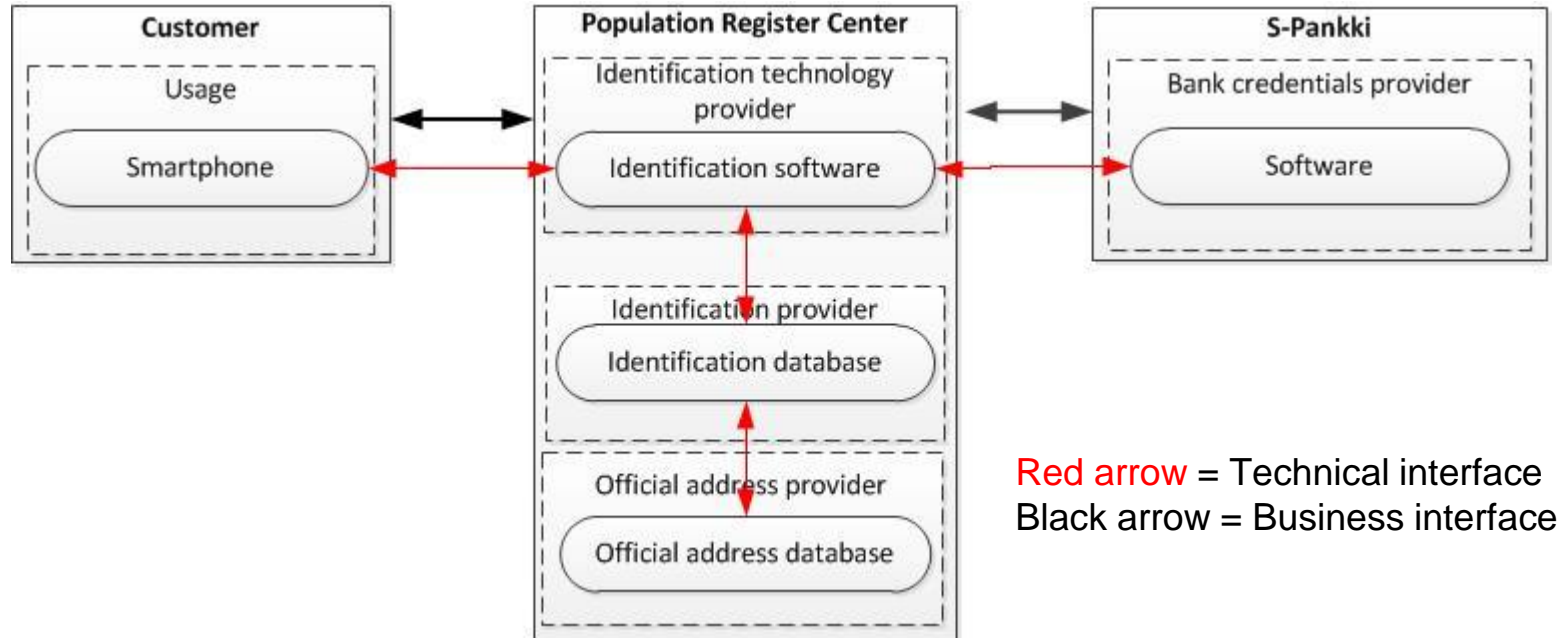 Customer
Usage
Smartphone
Population Register Center
Identification technology
provider
Identification software
Identification provider
Identification database
Official address provider
Official address database
S-Pankki
Bank credentials provider
Software
Red arrow = Technical interface
Black arrow = Business interface